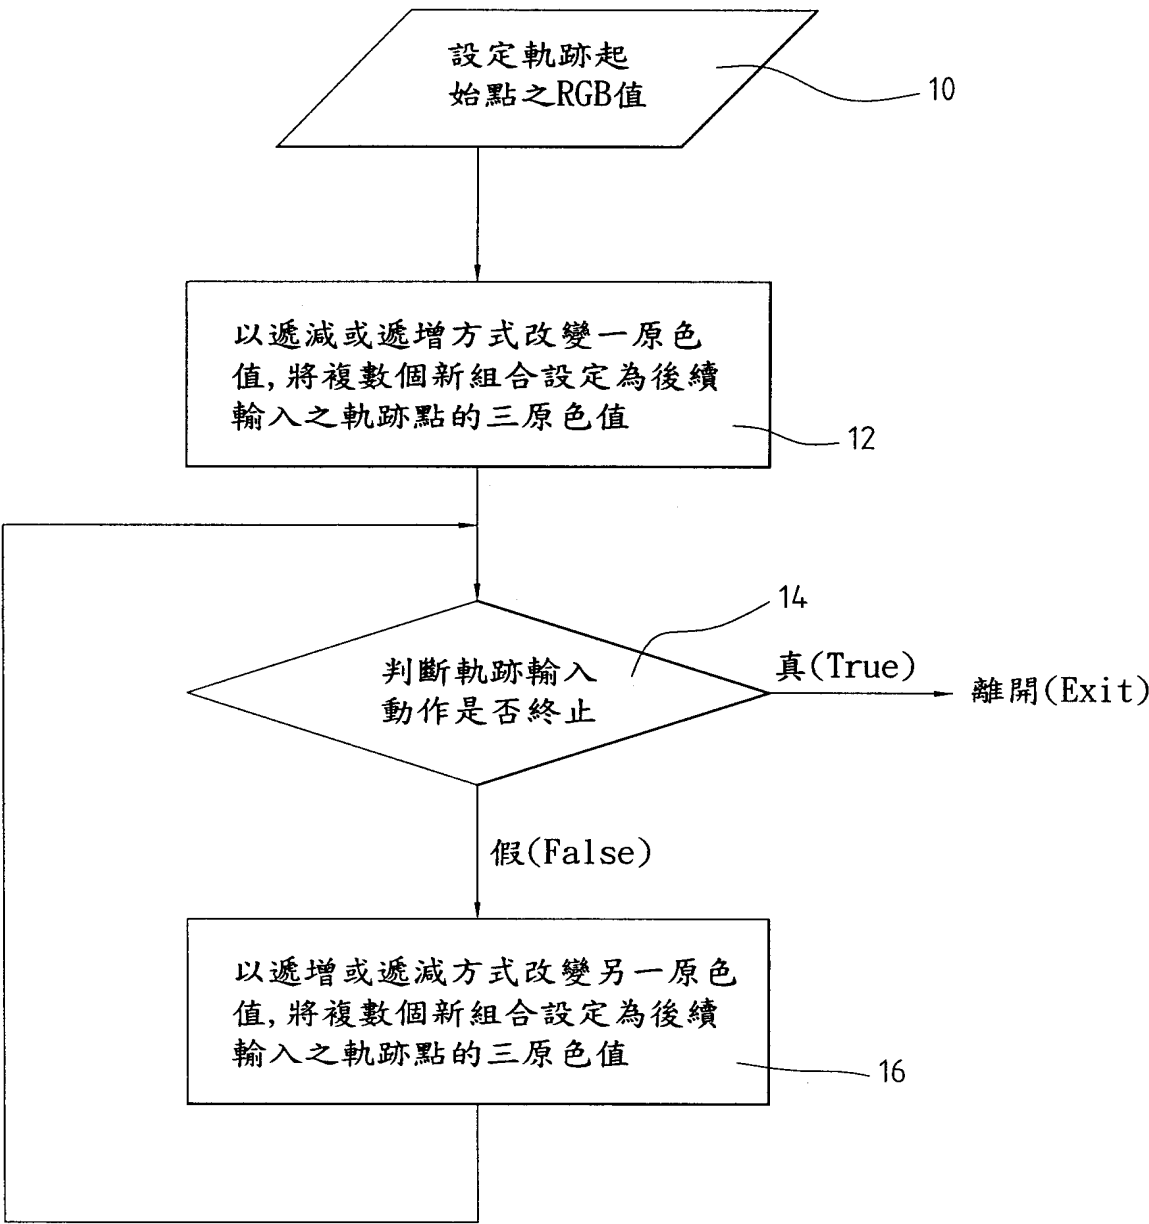 設定軌跡起
始點之RGB值
10
以遞減或遞增方式改變一原色
值,將複數個新組合設定為後續
輸入之軌跡點的三原色值
12
14
判斷軌跡輸入
動作是否終止
真(True)
離開(Exit)
假(False)
以遞增或遞減方式改變另一原色
值,將複數個新組合設定為後續
輸入之軌跡點的三原色值
16